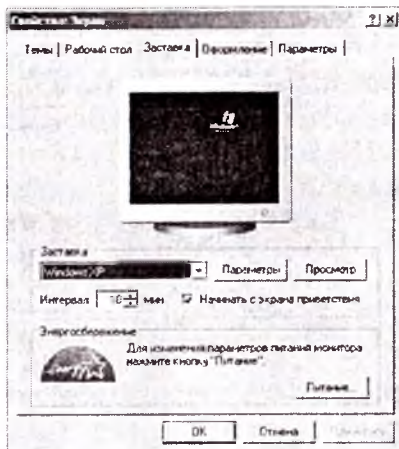 Свойства: Экран
Темы Рабочий стол Заставка Оформление Параметры
Заставка
Windows XP Параметры Просмотр
Интервал 10 мин Начинать с экрана приветствия
Энергосбережение
Для изменения параметров питания монитора
нажмите кнопку "Питание".
Питание...
OK Отмена